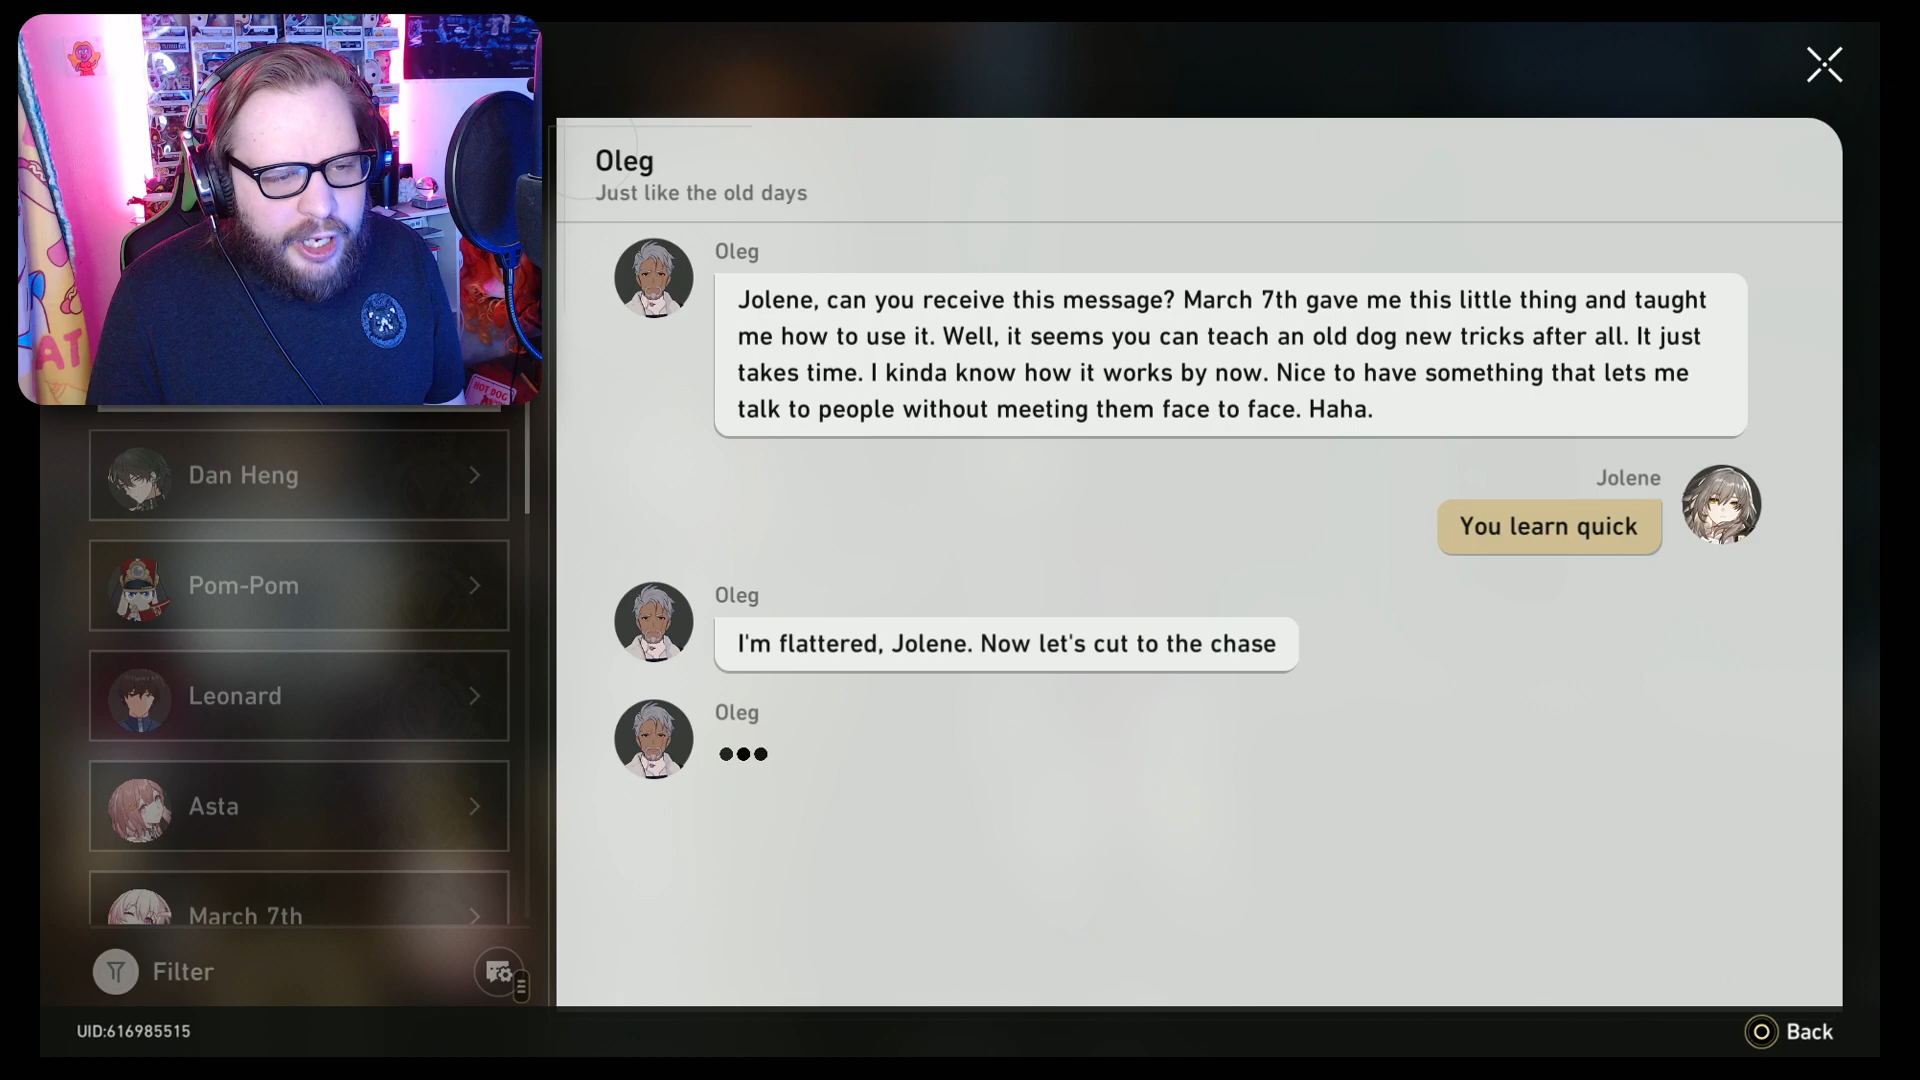 Oleg
Just like the old days
Oleg
Jolene, can you receive this message? March 7th gave me this little thing and taught
me how to use it. Well, it seems you can teach an old dog new tricks after all. It just
takes time. I kinda know how it works by now. Nice to have something that lets me
talk to people without meeting them face to face. Haha.
Jolene
You learn quick
Oleg
I'm flattered, Jolene. Now let's cut to the chase
Oleg
HOT DOG
AT
Dan Heng
Pom-Pom
Leonard
Asta
March 7th
Filter
UID:616985515
Back